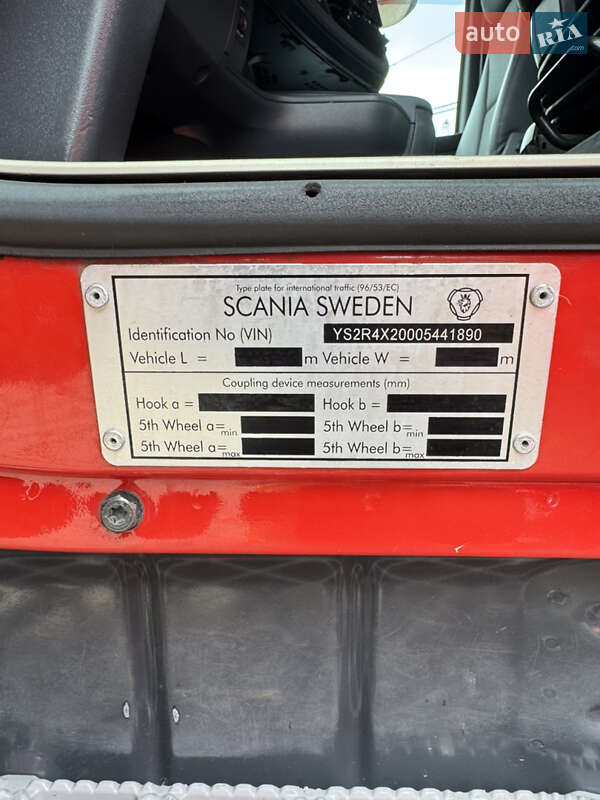 auto RIA
Type plate for international traffic (96/53/EC)
SCANIA SWEDEN
Identification No (VIN) YS2R4X20005441890
Vehicle L = m Vehicle W = m
Coupling device measurements (mm)
Hook a = Hook b =
5th Wheel a= min 5th Wheel b= min
5th Wheel a= max 5th Wheel b= max